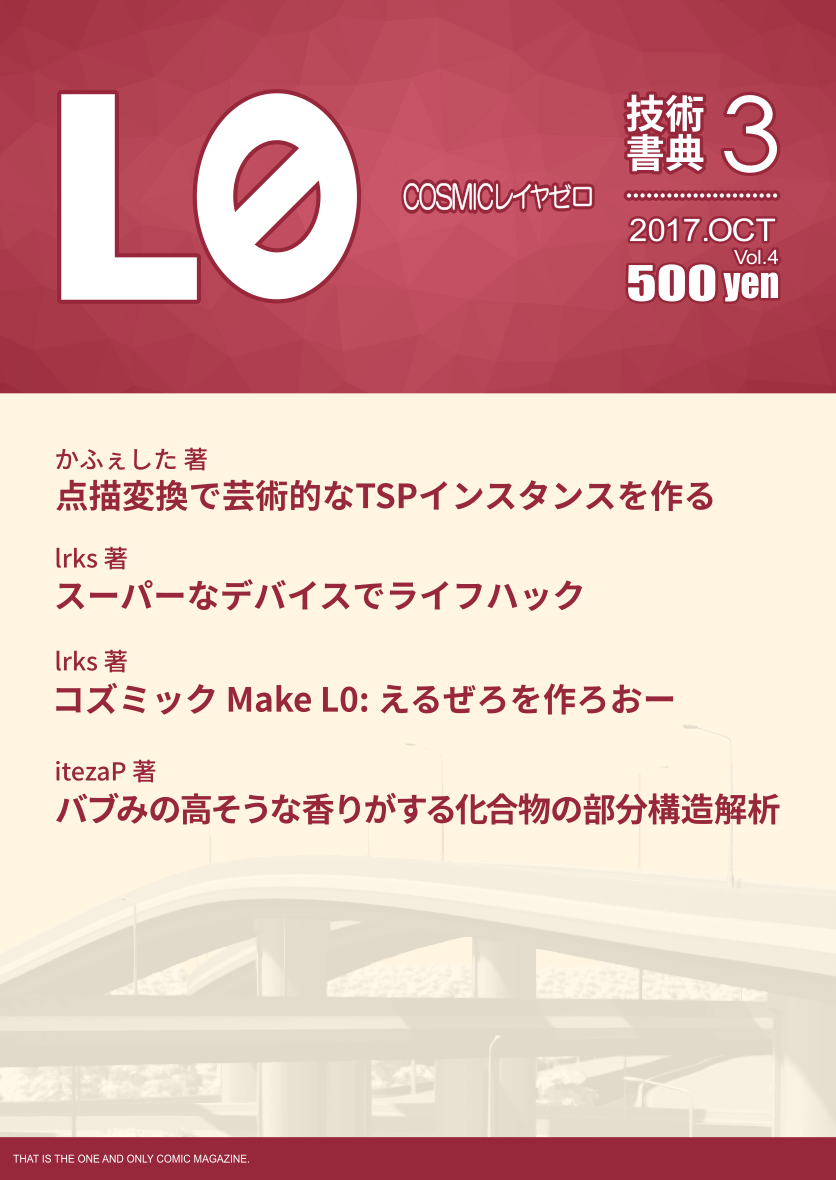 L0
COSMICレイヤゼロ
技術
書典
3
2017.OCT
Vol.4
500 yen
かふぇした 著
点描変換で芸術的なTSPインスタンスを作る
lrks 著
スーパーなデバイスでライフハック
lrks 著
コズミック Make L0: えるぜろを作ろおー
itezaP 著
バブみの高そうな香りがする化合物の部分構造解析
THAT IS THE ONE AND ONLY COMIC MAGAZINE.